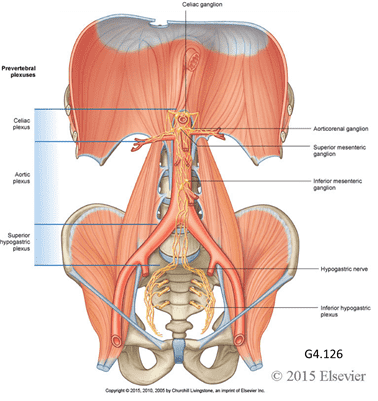 Celiac ganglion
Prevertebral
plexuses
Celiac
plexus
Aortic
plexus
Superior
hypogastric
plexus
Aorticorenal ganglion
Superior mesenteric
ganglion
Inferior mesenteric
ganglion
Hypogastric nerve
Inferior hypogastric
plexus
G4.126
© 2015 Elsevier
Copyright © 2015, 2010, 2005 by Churchill Livingstone, an imprint of Elsevier Inc.